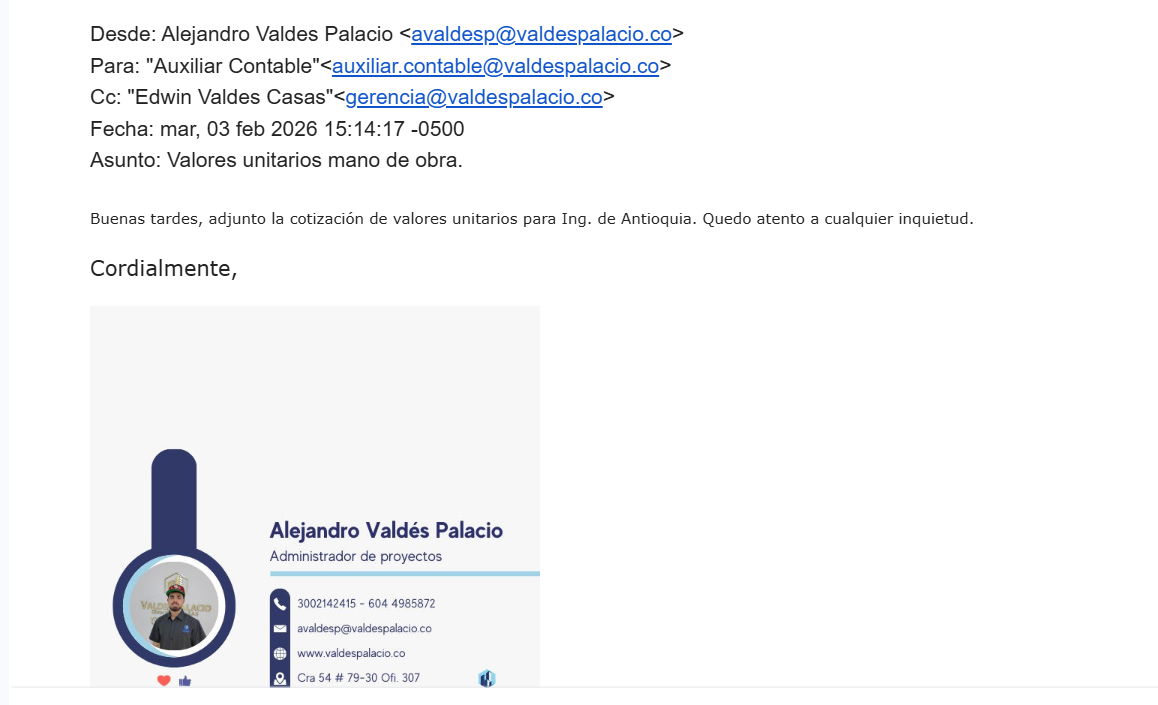 Desde: Alejandro Valdes Palacio <avaldesp@valdespalacio.co>
Para: "Auxiliar Contable"<auxiliar.contable@valdespalacio.co>
Cc: "Edwin Valdes Casas"<gerencia@valdespalacio.co>
Fecha: mar, 03 feb 2026 15:14:17 -0500
Asunto: Valores unitarios mano de obra.
Buenas tardes, adjunto la cotización de valores unitarios para Ing. de Antioquia. Quedo atento a cualquier inquietud.
Cordialmente,
Alejandro Valdés Palacio
Administrador de proyectos
3002142415 - 604 4985872
avaldesp@valdespalacio.co
www.valdespalacio.co
Cra 54 # 79-30 Ofi. 307